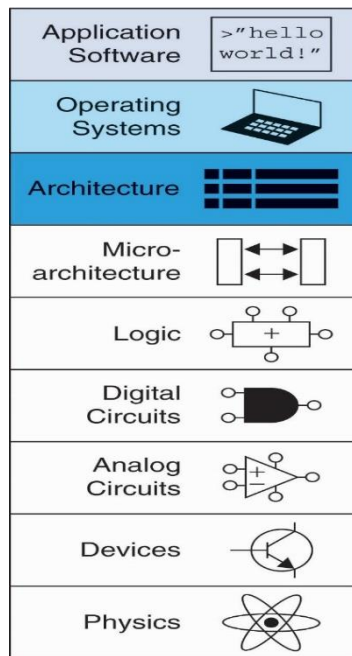 Application
Software
>"hello
world!"
Operating
Systems
Architecture
Micro-
architecture
Logic
+
Digital
Circuits
Analog
Circuits
+
−
Devices
Physics